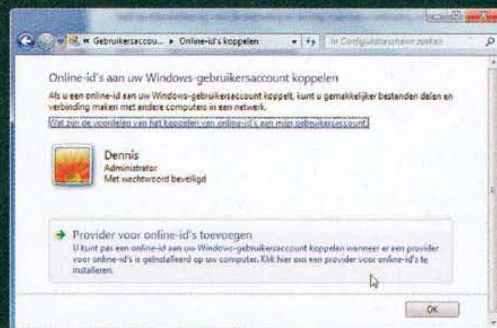 « Gebruikersaccou... ▸ Online-id's koppelen
In Configuratiescherm zoeken
Online-id's aan uw Windows-gebruikersaccount koppelen
Als u een online-id aan uw Windows-gebruikersaccount koppelt, kunt u gemakkelijker bestanden delen en
verbinding maken met andere computers in een netwerk.
Wat zijn de voordelen van het koppelen van online-id's aan mijn gebruikersaccount?
Dennis
Administrator
Met wachtwoord beveiligd
Provider voor online-id's toevoegen
U kunt pas een online-id aan uw Windows-gebruikersaccount koppelen wanneer er een provider
voor online-id's is geïnstalleerd op uw computer. Klik hier om een provider voor online-id's te
installeren.
OK